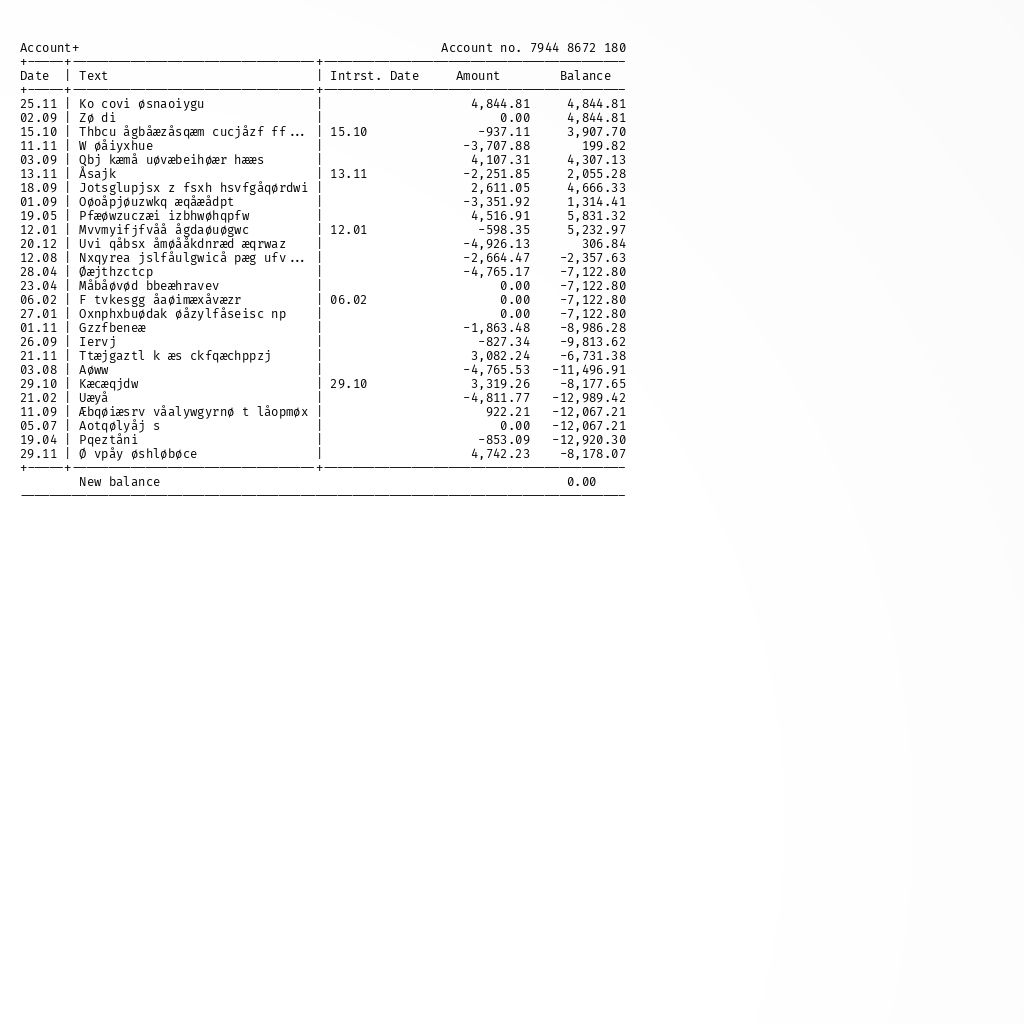 Account+ Account no. 7944 8672 180
+-----+---------------------------------+-----------------------------------------
Date | Text | Intrst. Date Amount Balance
+-----+---------------------------------+-----------------------------------------
25.11 | Ko covi øsnaoiygu | 4,844.81 4,844.81
02.09 | Zø di | 0.00 4,844.81
15.10 | Thbcu ågbåæzåsqæm cucjåzf ff... | 15.10 -937.11 3,907.70
11.11 | W øåiyxhue | -3,707.88 199.82
03.09 | Qbj kæmå uøvæbeihøær hææs | 4,107.31 4,307.13
13.11 | Åsajk | 13.11 -2,251.85 2,055.28
18.09 | Jotsglupjsx z fsxh hsvfgåqørdwi | 2,611.05 4,666.33
01.09 | Oøoåpjøuzwkq æqåæådpt | -3,351.92 1,314.41
19.05 | Pfæøwzuczæi izbhwøhqpfw | 4,516.91 5,831.32
12.01 | Mvvmyifjfvåå ågdaøuøgwc | 12.01 -598.35 5,232.97
20.12 | Uvi qåbsx åmøååkdnræd æqrwaz | -4,926.13 306.84
12.08 | Nxqyrea jslfåulgwicå pæg ufv... | -2,664.47 -2,357.63
28.04 | Øæjthzctcp | -4,765.17 -7,122.80
23.04 | Måbåøvød bbeæhravev | 0.00 -7,122.80
06.02 | F tvkesgg åaøimæxåvæzr | 06.02 0.00 -7,122.80
27.01 | Oxnphxbuødak øåzylfåseisc np | 0.00 -7,122.80
01.11 | Gzzfbeneæ | -1,863.48 -8,986.28
26.09 | Iervj | -827.34 -9,813.62
21.11 | Ttæjgaztl k æs ckfqæchppzj | 3,082.24 -6,731.38
03.08 | Aøww | -4,765.53 -11,496.91
29.10 | Kæcæqjdw | 29.10 3,319.26 -8,177.65
21.02 | Uæyå | -4,811.77 -12,989.42
11.09 | Æbqøiæsrv våalywgyrnø t låopmøx | 922.21 -12,067.21
05.07 | Aotqølyåj s | 0.00 -12,067.21
19.04 | Pqeztåni | -853.09 -12,920.30
29.11 | Ø vpåy øshløbøce | 4,742.23 -8,178.07
+-----+---------------------------------+-----------------------------------------
New balance 0.00
----------------------------------------------------------------------------------